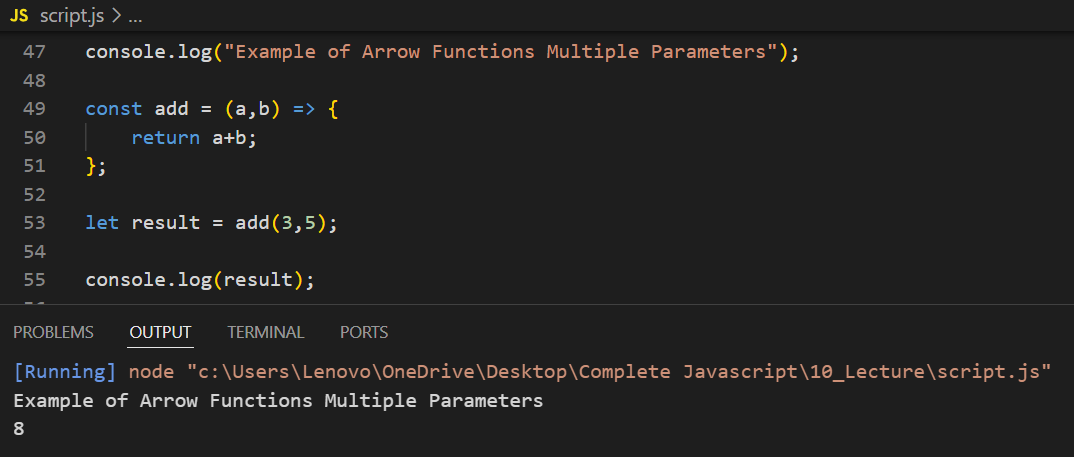 JS script.js > ...
47 console.log("Example of Arrow Functions Multiple Parameters");
48
49 const add = (a,b) => {
50 return a+b;
51 };
52
53 let result = add(3,5);
54
55 console.log(result);
PROBLEMS OUTPUT TERMINAL PORTS
[Running] node "c:\Users\Lenovo\OneDrive\Desktop\Complete Javascript\10_Lecture\script.js"
Example of Arrow Functions Multiple Parameters
8